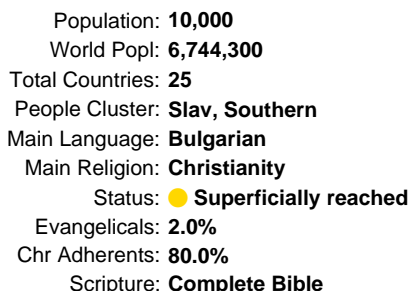 Population: 10,000
World Popl: 6,744,300
Total Countries: 25
People Cluster: Slav, Southern
Main Language: Bulgarian
Main Religion: Christianity
Status: Superficially reached
Evangelicals: 2.0%
Chr Adherents: 80.0%
Scripture: Complete Bible